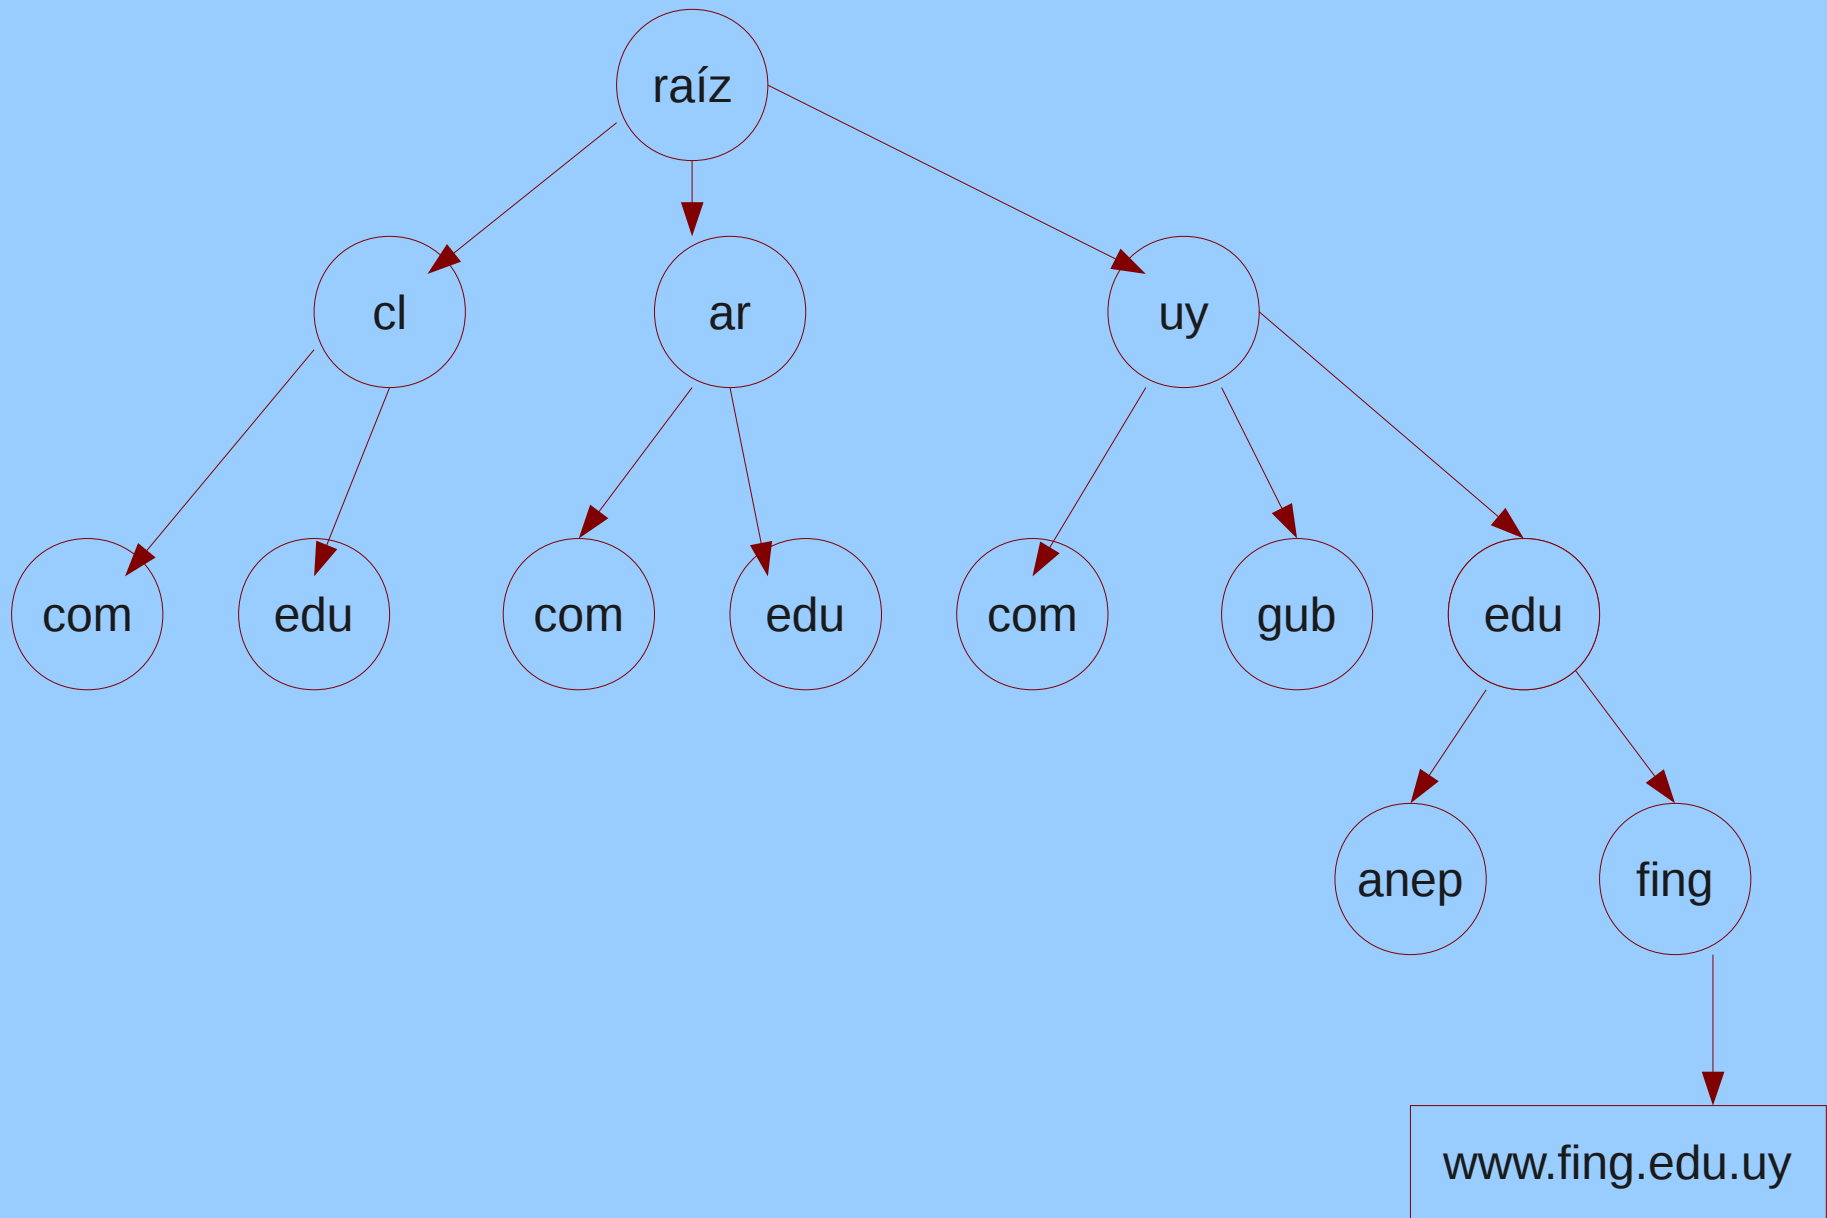 raíz
cl
ar
uy
com
edu
com
edu
com
gub
edu
anep
fing
www.fing.edu.uy